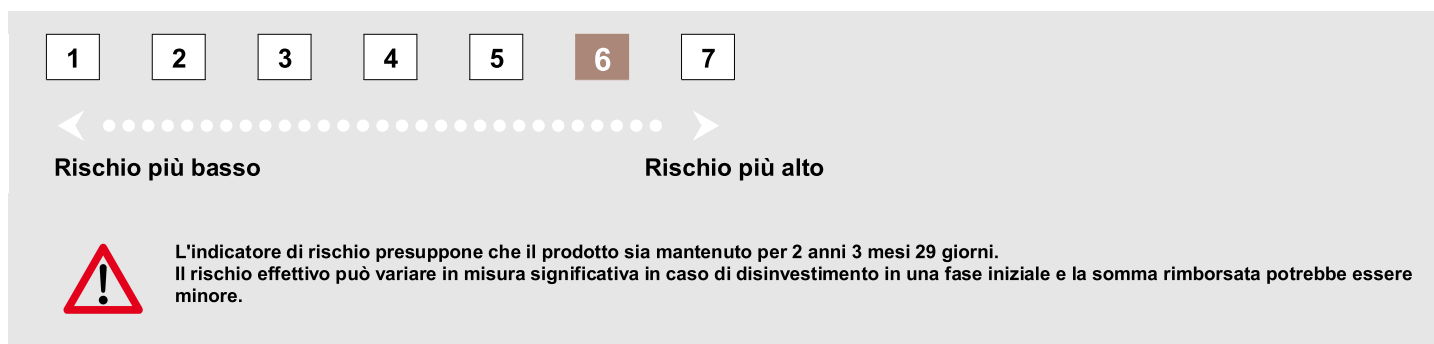 1 2 3 4 5 6 7
Rischio più basso Rischio più alto
L'indicatore di rischio presuppone che il prodotto sia mantenuto per 2 anni 3 mesi 29 giorni.
Il rischio effettivo può variare in misura significativa in caso di disinvestimento in una fase iniziale e la somma rimborsata potrebbe essere
minore.